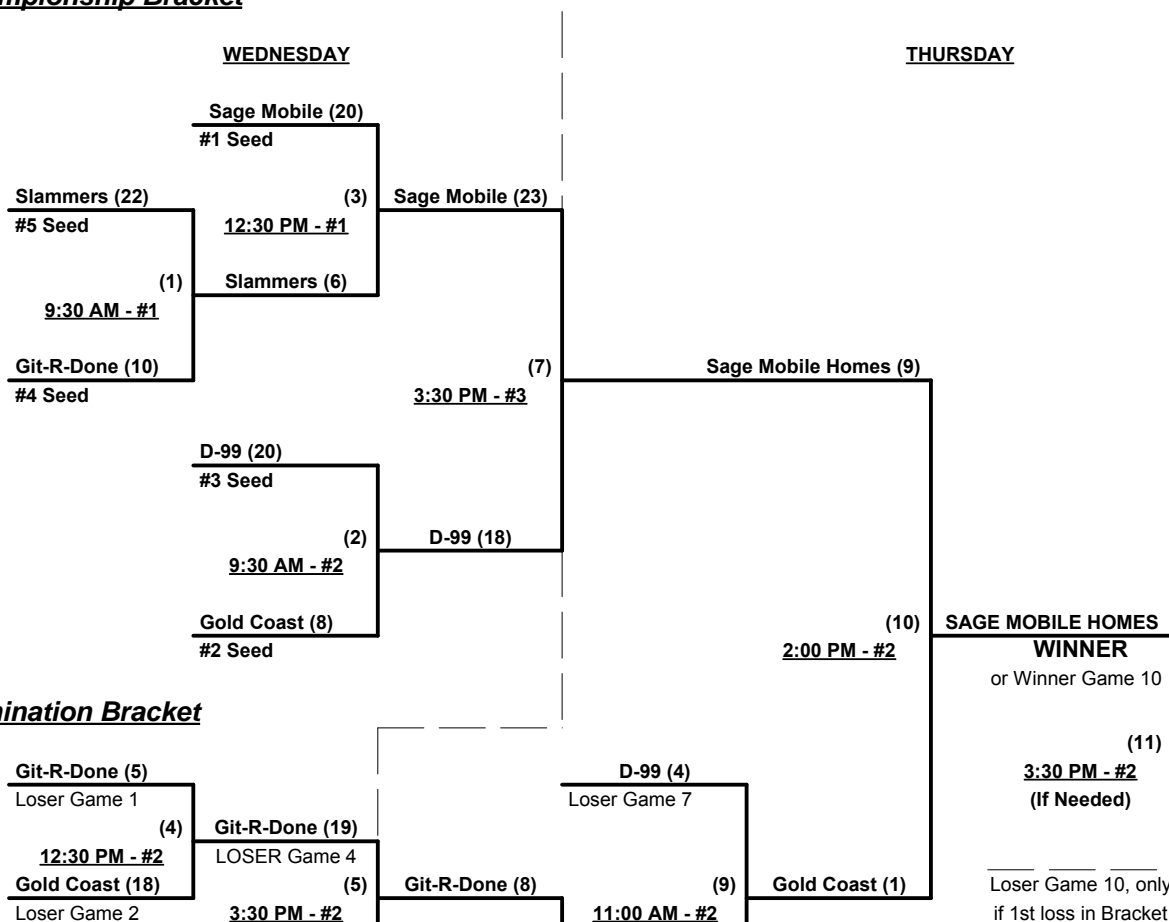 WEDNESDAY
THURSDAY
Sage Mobile (20)
#1 Seed
Slammers (22)
(3)
Sage Mobile (23)
#5 Seed
12:30 PM - #1
(1)
Slammers (6)
9:30 AM - #1
Git-R-Done (10)
(7)
Sage Mobile Homes (9)
#4 Seed
3:30 PM - #3
D-99 (20)
#3 Seed
(2)
D-99 (18)
9:30 AM - #2
Gold Coast (8)
(10)
SAGE MOBILE HOMES
#2 Seed
2:00 PM - #2
WINNER
or Winner Game 10
Bracket
(11)
Git-R-Done (5)
D-99 (4)
3:30 PM - #2
Loser Game 1
Loser Game 7
(If Needed)
(4)
Git-R-Done (19)
12:30 PM - #2
LOSER Game 4
Gold Coast (18)
(5)
Git-R-Done (8)
(9)
Gold Coast (1)
Loser Game 10, only
Loser Game 2
3:30 PM - #2
11:00 AM - #2
if 1st loss in Bracket